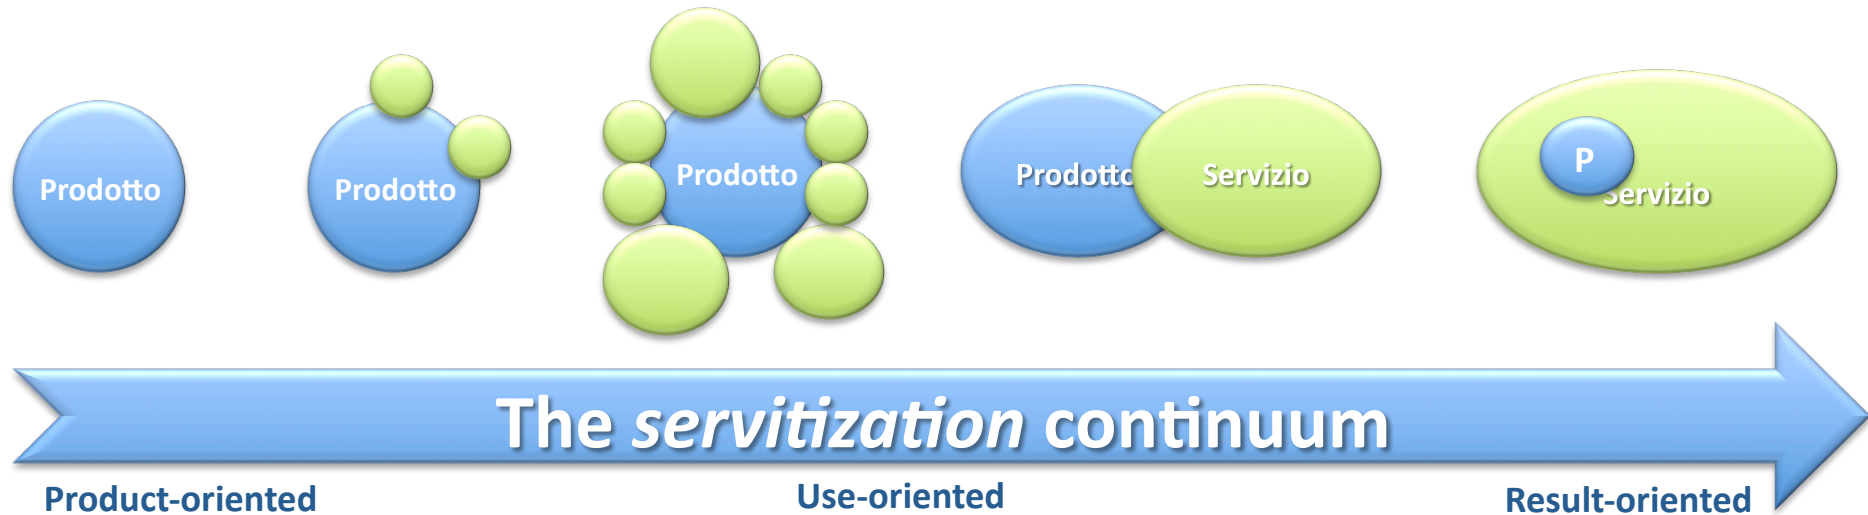 Prodotto
Prodotto
Prodotto
Prodotto
Servizio
P
Servizio
The servitization continuum
Product-oriented
Use-oriented
Result-oriented